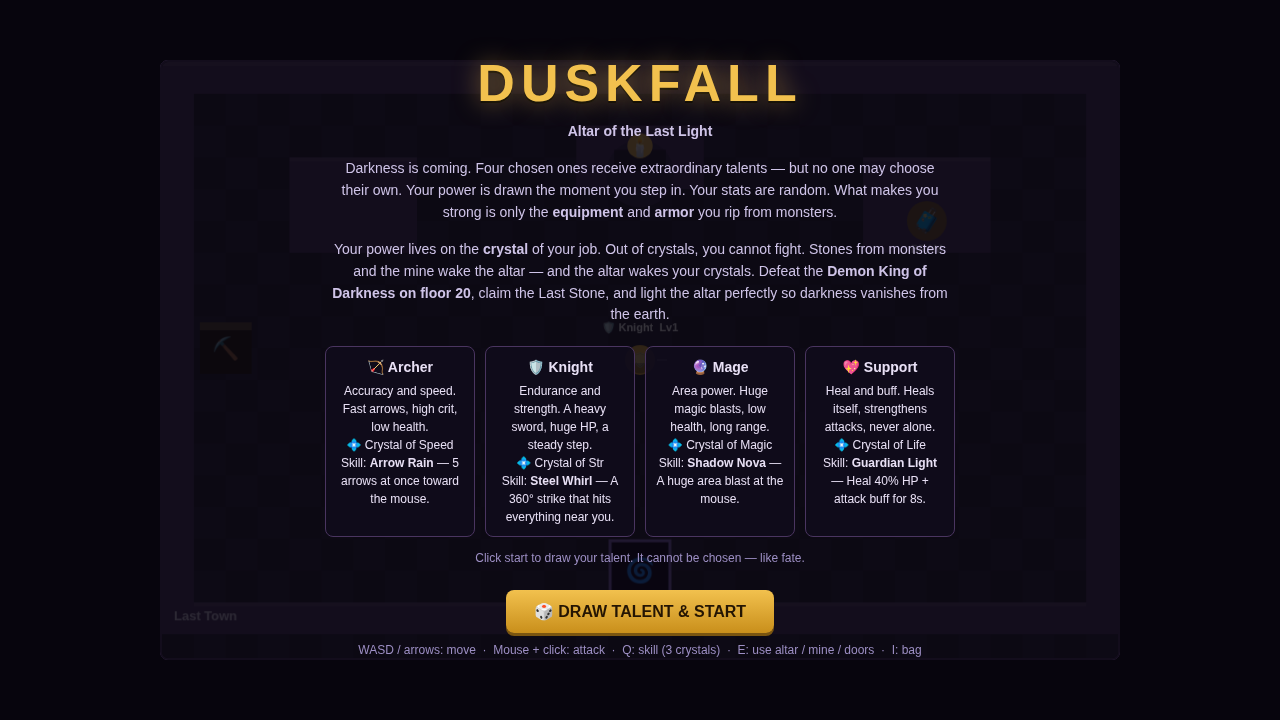 DUSKFALL
Altar of the Last Light
Darkness is coming. Four chosen ones receive extraordinary talents — but no one may choose
their own. Your power is drawn the moment you step in. Your stats are random. What makes you
strong is only the equipment and armor you rip from monsters.
Your power lives on the crystal of your job. Out of crystals, you cannot fight. Stones from monsters
and the mine wake the altar — and the altar wakes your crystals. Defeat the Demon King of
Darkness on floor 20, claim the Last Stone, and light the altar perfectly so darkness vanishes from
the earth.
🛡️ Knight Lv1
🏹 Archer
Accuracy and speed.
Fast arrows, high crit,
low health.
💠 Crystal of Speed
Skill: Arrow Rain — 5
arrows at once toward
the mouse.
🛡️ Knight
Endurance and
strength. A heavy
sword, huge HP, a
steady step.
💠 Crystal of Str
Skill: Steel Whirl — A
360° strike that hits
everything near you.
🔮 Mage
Area power. Huge
magic blasts, low
health, long range.
💠 Crystal of Magic
Skill: Shadow Nova —
A huge area blast at the
mouse.
💖 Support
Heal and buff. Heals
itself, strengthens
attacks, never alone.
💠 Crystal of Life
Skill: Guardian Light
— Heal 40% HP +
attack buff for 8s.
Click start to draw your talent. It cannot be chosen — like fate.
🎲 DRAW TALENT & START
Last Town
WASD / arrows: move · Mouse + click: attack · Q: skill (3 crystals) · E: use altar / mine / doors · I: bag